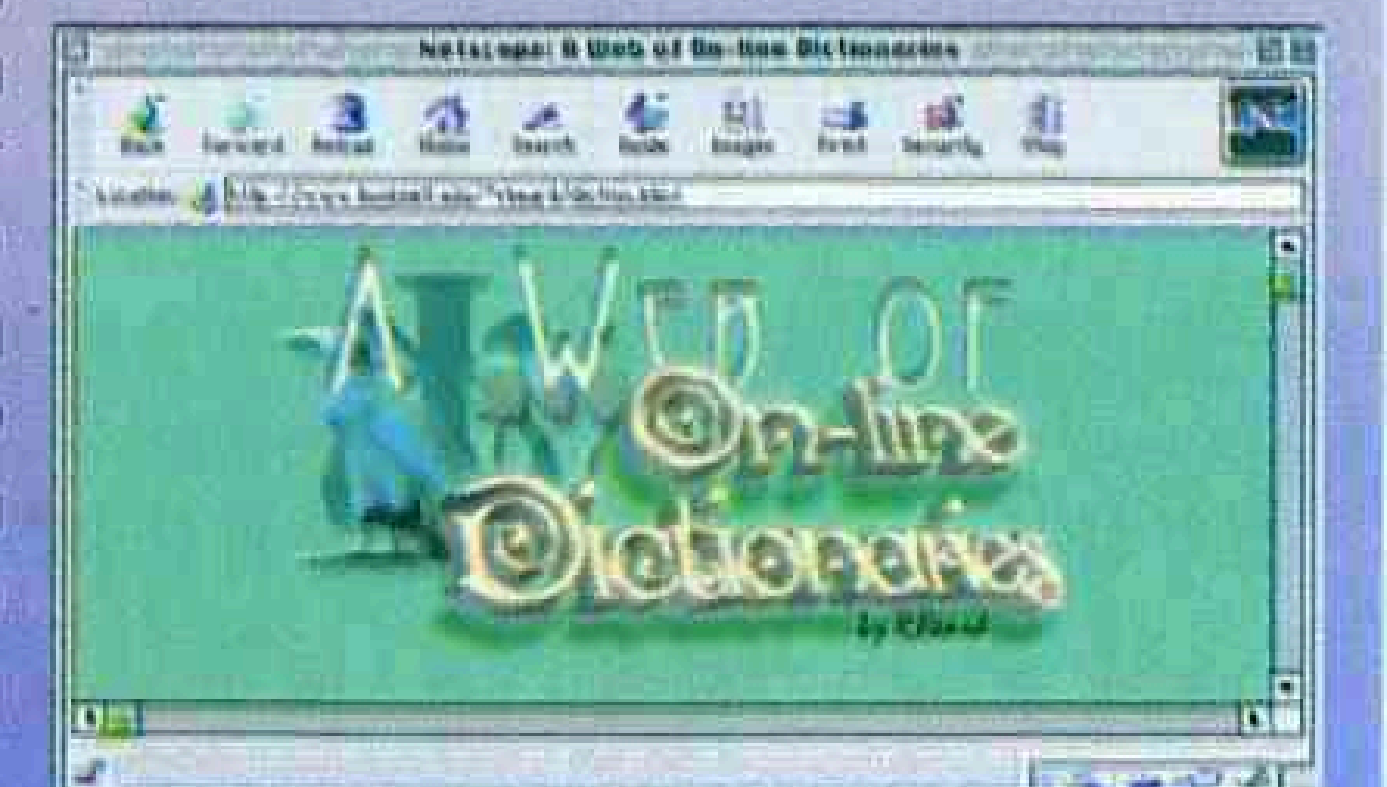 Netscape: A Web of On-line Dictionaries
Back Forward Reload Home Search Guide Images Print Security Stop
Location:
A WEB OF
On-line
Dictionaries
by